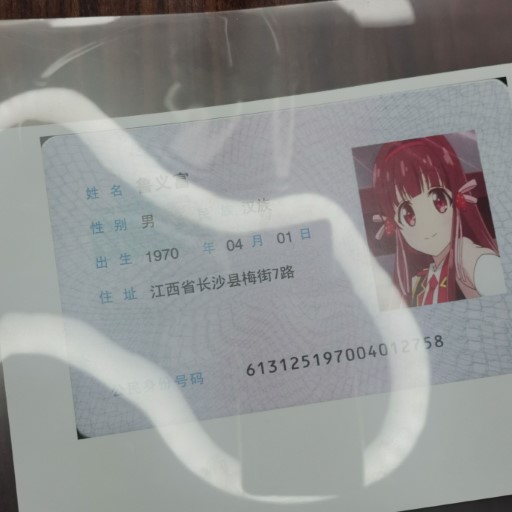 姓名 鲁义富
性别 男 民族 汉族
出生 1970 年 04 月 01 日
住址 江西省长沙县梅街7路
公民身份号码 613125197004012758